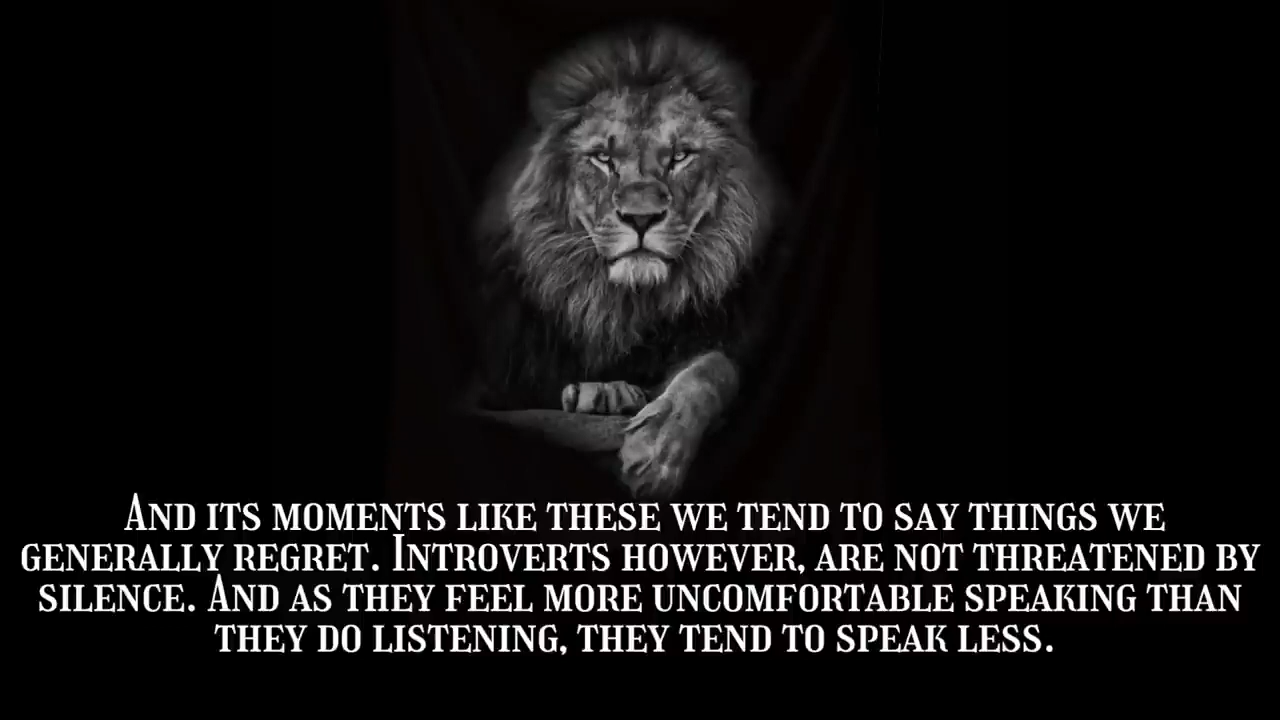 And its moments like these we tend to say things we
generally regret. Introverts however, are not threatened by
silence. And as they feel more uncomfortable speaking than
they do listening, they tend to speak less.